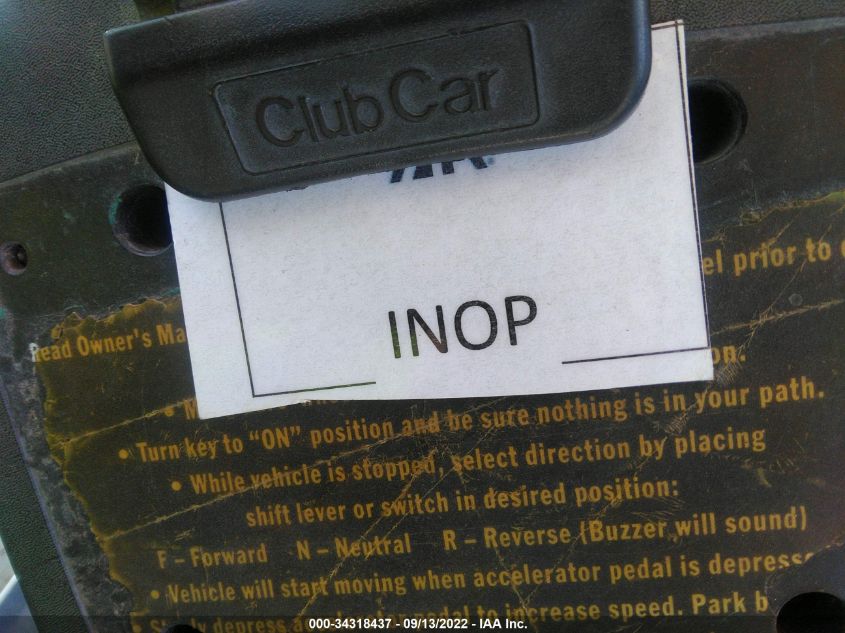 Club Car
INOP
el prior to
Read Owner's Ma
on.
• Turn key to "ON" position and be sure nothing is in your path.
• While vehicle is stopped, select direction by placing
shift lever or switch in desired position:
F – Forward N – Neutral R – Reverse (Buzzer will sound)
• Vehicle will start moving when accelerator pedal is depresse
depress pedal to increase speed. Park b
000-34318437 - 09/13/2022 - IAA Inc.